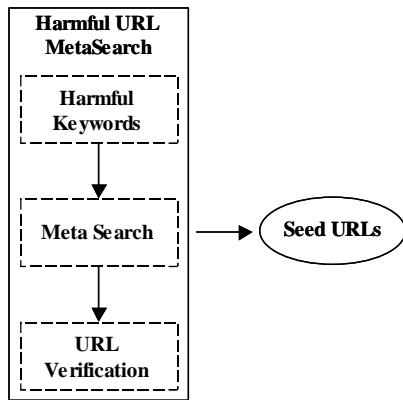 Harmful URL
MetaSearch
Harmful
Keywords
Meta Search
Seed URLs
URL
Verification